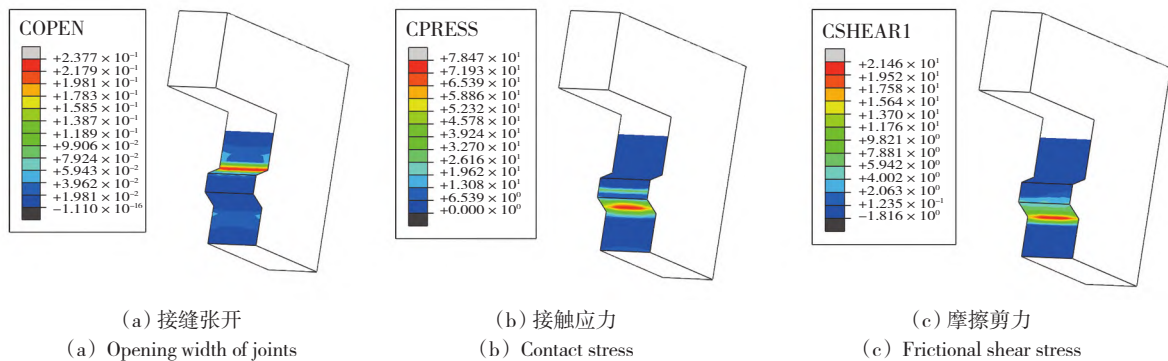 COPEN
+2.377 × 10⁻¹
+2.179 × 10⁻¹
+1.981 × 10⁻¹
+1.783 × 10⁻¹
+1.585 × 10⁻¹
+1.387 × 10⁻¹
+1.189 × 10⁻¹
+9.906 × 10⁻²
+7.924 × 10⁻²
+5.943 × 10⁻²
+3.962 × 10⁻²
+1.981 × 10⁻²
−1.110 × 10⁻¹⁶
(a) 接缝张开
(a) Opening width of joints
CPRESS
+7.847 × 10¹
+7.193 × 10¹
+6.539 × 10¹
+5.886 × 10¹
+5.232 × 10¹
+4.578 × 10¹
+3.924 × 10¹
+3.270 × 10¹
+2.616 × 10¹
+1.962 × 10¹
+1.308 × 10¹
+6.539 × 10⁰
+0.000 × 10⁰
(b) 接触应力
(b) Contact stress
CSHEAR1
+2.146 × 10¹
+1.952 × 10¹
+1.758 × 10¹
+1.564 × 10¹
+1.370 × 10¹
+1.176 × 10¹
+9.821 × 10⁰
+7.881 × 10⁰
+5.942 × 10⁰
+4.002 × 10⁰
+2.063 × 10⁰
+1.235 × 10⁻¹
−1.816 × 10⁰
(c) 摩擦剪力
(c) Frictional shear stress